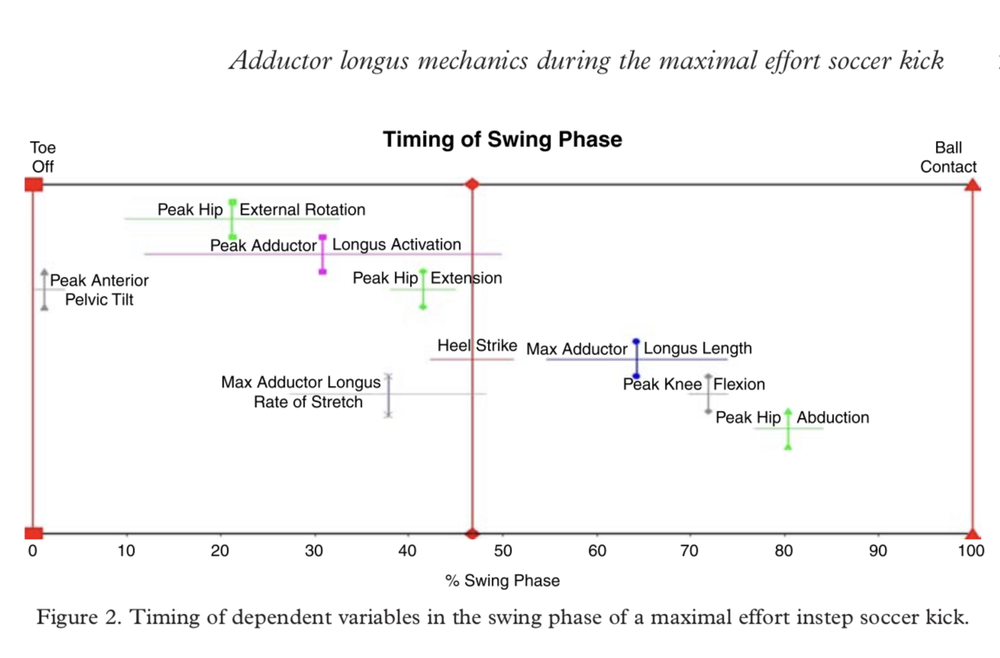 Adductor longus mechanics during the maximal effort soccer kick
Timing of Swing Phase
Toe
Off
Ball
Contact
Peak Hip External Rotation
Peak Adductor Longus Activation
Peak Hip Extension
Peak Anterior
Pelvic Tilt
Heel Strike
Max Adductor Longus Length
Max Adductor Longus
Rate of Stretch
Peak Knee Flexion
Peak Hip Abduction
0 10 20 30 40 50 60 70 80 90 100
% Swing Phase
Figure 2. Timing of dependent variables in the swing phase of a maximal effort instep soccer kick.